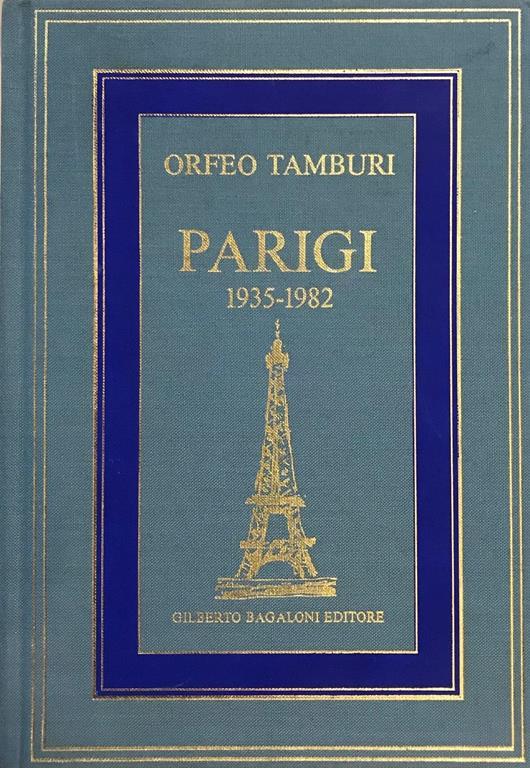 ORFEO TAMBURI
PARIGI
1935-1982
GILBERTO BAGALONI EDITORE